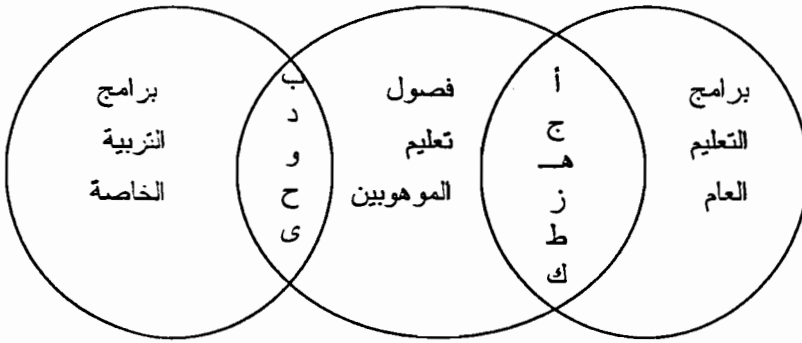 برامج
التعليم
العام
أ
ج
هـ
ز
ط
ك
فصول
تعليم
الموهوبين
ب
د
و
ح
ى
برامج
التربية
الخاصة